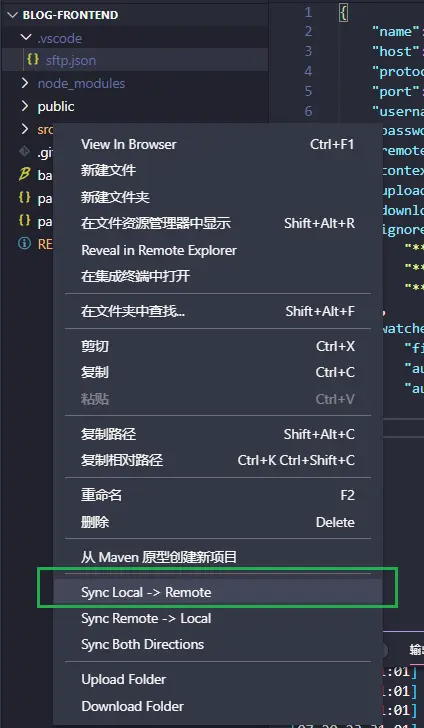 BLOG-FRONTEND
.vscode
sftp.json
node_modules
public
src
.gi
ba
pa
pa
RE
1 {
2 "name":
3 "host":
4 "protoc
5 "port":
6 "userna
passwor
remote
contex
upload
downlo
ignore
"**
"**
"**
,
watche
"fi
"au
"au
View In Browser Ctrl+F1
新建文件
新建文件夹
在文件资源管理器中显示 Shift+Alt+R
Reveal in Remote Explorer
在集成终端中打开
在文件夹中查找... Shift+Alt+F
剪切 Ctrl+X
复制 Ctrl+C
粘贴 Ctrl+V
复制路径 Shift+Alt+C
复制相对路径 Ctrl+K Ctrl+Shift+C
重命名 F2
删除 Delete
从 Maven 原型创建新项目
Sync Local -> Remote
Sync Remote -> Local
Sync Both Directions
Upload Folder
Download Folder
输
:01]
1:01]
1:01]